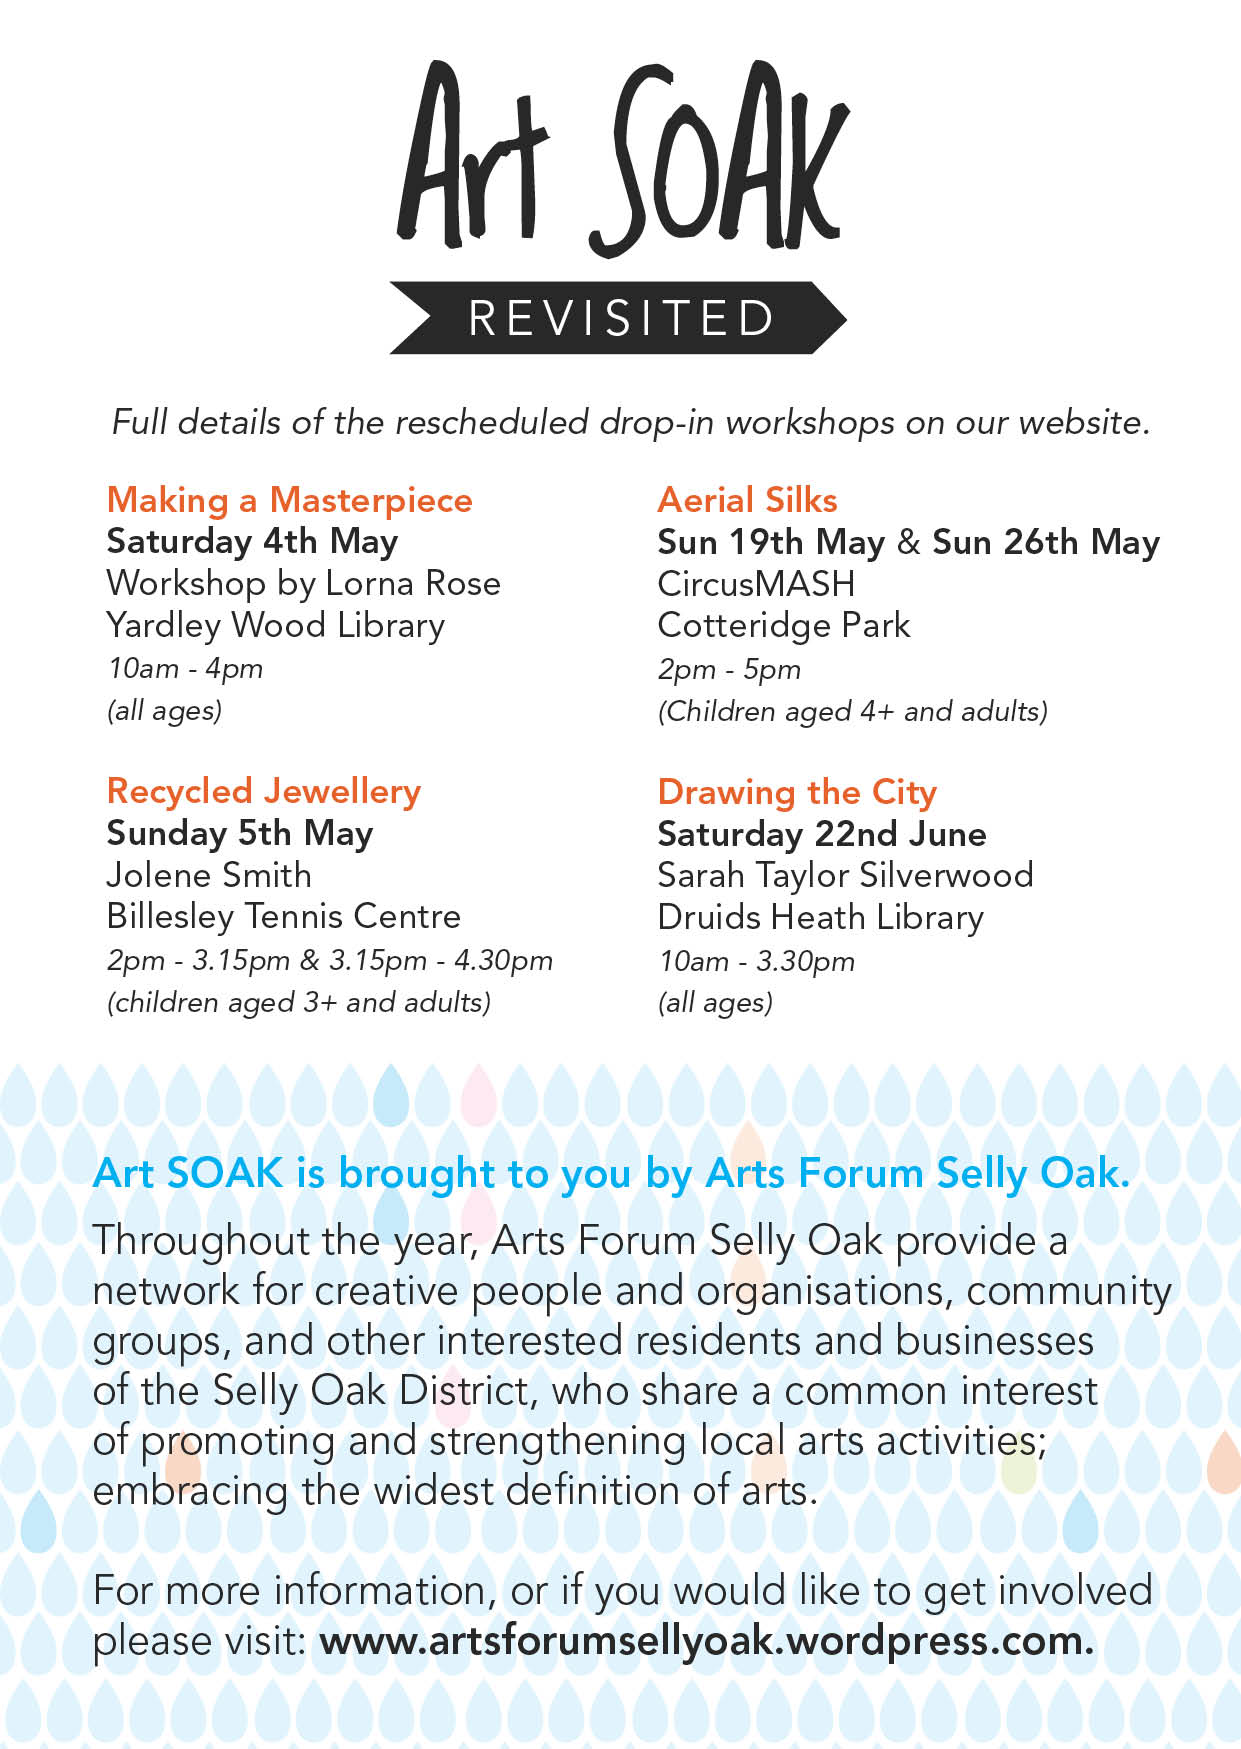 Art SOAK
REVISITED
Full details of the rescheduled drop-in workshops on our website.
Making a Masterpiece
Saturday 4th May
Workshop by Lorna Rose
Yardley Wood Library
10am - 4pm
(all ages)
Recycled Jewellery
Sunday 5th May
Jolene Smith
Billesley Tennis Centre
2pm - 3.15pm & 3.15pm - 4.30pm
(children aged 3+ and adults)
Aerial Silks
Sun 19th May & Sun 26th May
CircusMASH
Cotteridge Park
2pm - 5pm
(Children aged 4+ and adults)
Drawing the City
Saturday 22nd June
Sarah Taylor Silverwood
Druids Heath Library
10am - 3.30pm
(all ages)
Art SOAK is brought to you by Arts Forum Selly Oak.
Throughout the year, Arts Forum Selly Oak provide a
network for creative people and organisations, community
groups, and other interested residents and businesses
of the Selly Oak District, who share a common interest
of promoting and strengthening local arts activities;
embracing the widest definition of arts.
For more information, or if you would like to get involved
please visit: www.artsforumsellyoak.wordpress.com.